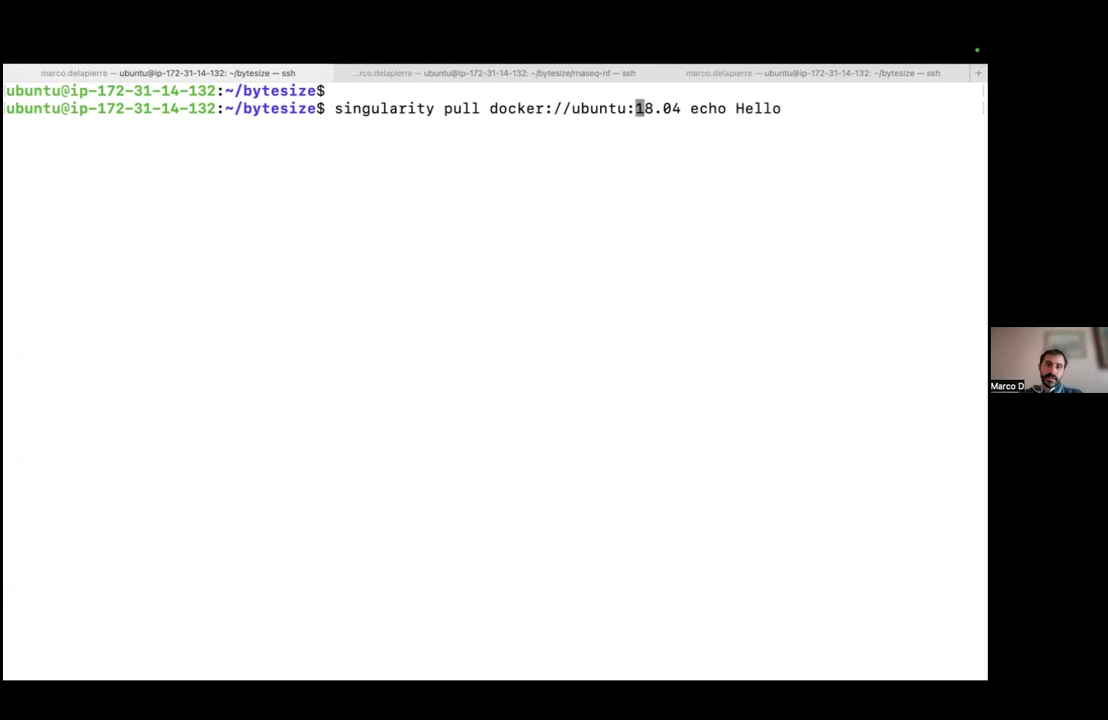 marco.delapierre — ubuntu@ip-172-31-14-132: ~/bytesize — ssh
...rco.delapierre — ubuntu@ip-172-31-14-132: ~/bytesize/rnaseq-nf — ssh
marco.delapierre — ubuntu@ip-172-31-14-132: ~/bytesize — ssh
+
ubuntu@ip-172-31-14-132:~/bytesize$
ubuntu@ip-172-31-14-132:~/bytesize$ singularity pull docker://ubuntu:18.04 echo Hello
Marco D